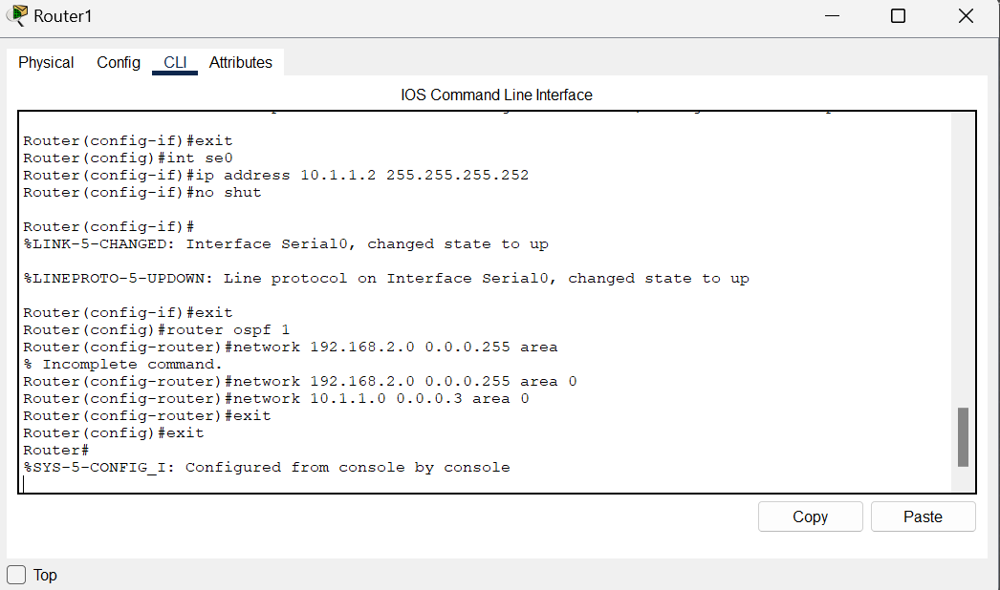 Router1
Physical Config CLI Attributes
IOS Command Line Interface
Router(config-if)#exit
Router(config)#int se0
Router(config-if)#ip address 10.1.1.2 255.255.255.252
Router(config-if)#no shut
Router(config-if)#
%LINK-5-CHANGED: Interface Serial0, changed state to up
%LINEPROTO-5-UPDOWN: Line protocol on Interface Serial0, changed state to up
Router(config-if)#exit
Router(config)#router ospf 1
Router(config-router)#network 192.168.2.0 0.0.0.255 area
% Incomplete command.
Router(config-router)#network 192.168.2.0 0.0.0.255 area 0
Router(config-router)#network 10.1.1.0 0.0.0.3 area 0
Router(config-router)#exit
Router(config)#exit
Router#
%SYS-5-CONFIG_I: Configured from console by console
Copy Paste
Top